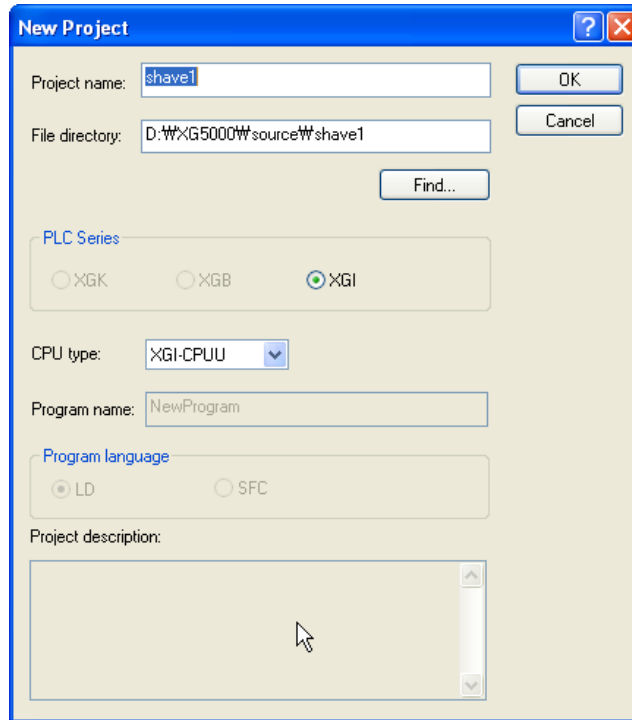 New Project
Project name: shave1
OK
File directory: D:₩XG5000₩source₩shave1
Cancel
Find...
PLC Series
XGK XGB XGI
CPU type: XGI-CPUU
Program name: NewProgram
Program language
LD SFC
Project description: